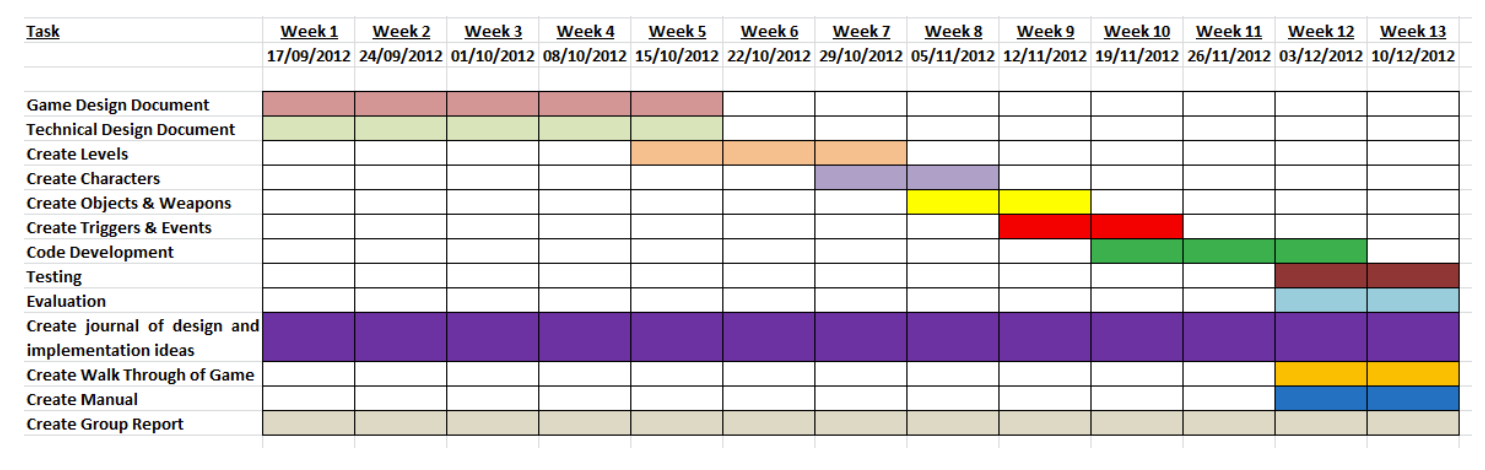 Task Week 1 Week 2 Week 3 Week 4 Week 5 Week 6 Week 7 Week 8 Week 9 Week 10 Week 11 Week 12 Week 13
17/09/2012 24/09/2012 01/10/2012 08/10/2012 15/10/2012 22/10/2012 29/10/2012 05/11/2012 12/11/2012 19/11/2012 26/11/2012 03/12/2012 10/12/2012
Game Design Document
Technical Design Document
Create Levels
Create Characters
Create Objects & Weapons
Create Triggers & Events
Code Development
Testing
Evaluation
Create journal of design and
implementation ideas
Create Walk Through of Game
Create Manual
Create Group Report